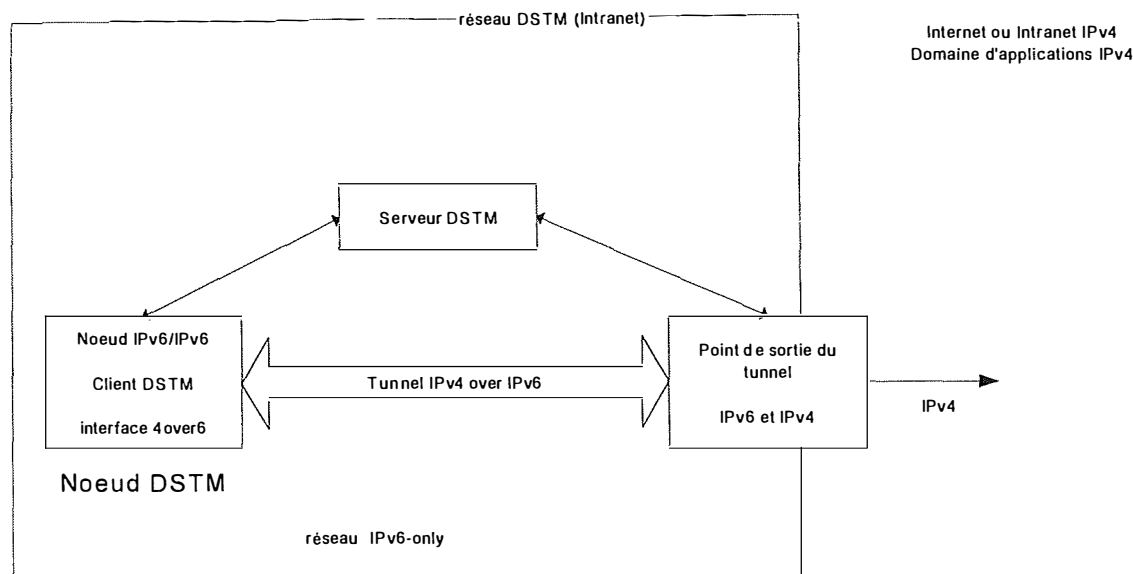 réseau DSTM (Intranet)
Internet ou Intranet IPv4
Domaine d'applications IPv4
Serveur DSTM
Noeud IPv6/IPv6
Client DSTM
interface 4over6
Tunnel IPv4 over IPv6
Point de sortie du
tunnel
IPv6 et IPv4
IPv4
Noeud DSTM
réseau IPv6-only